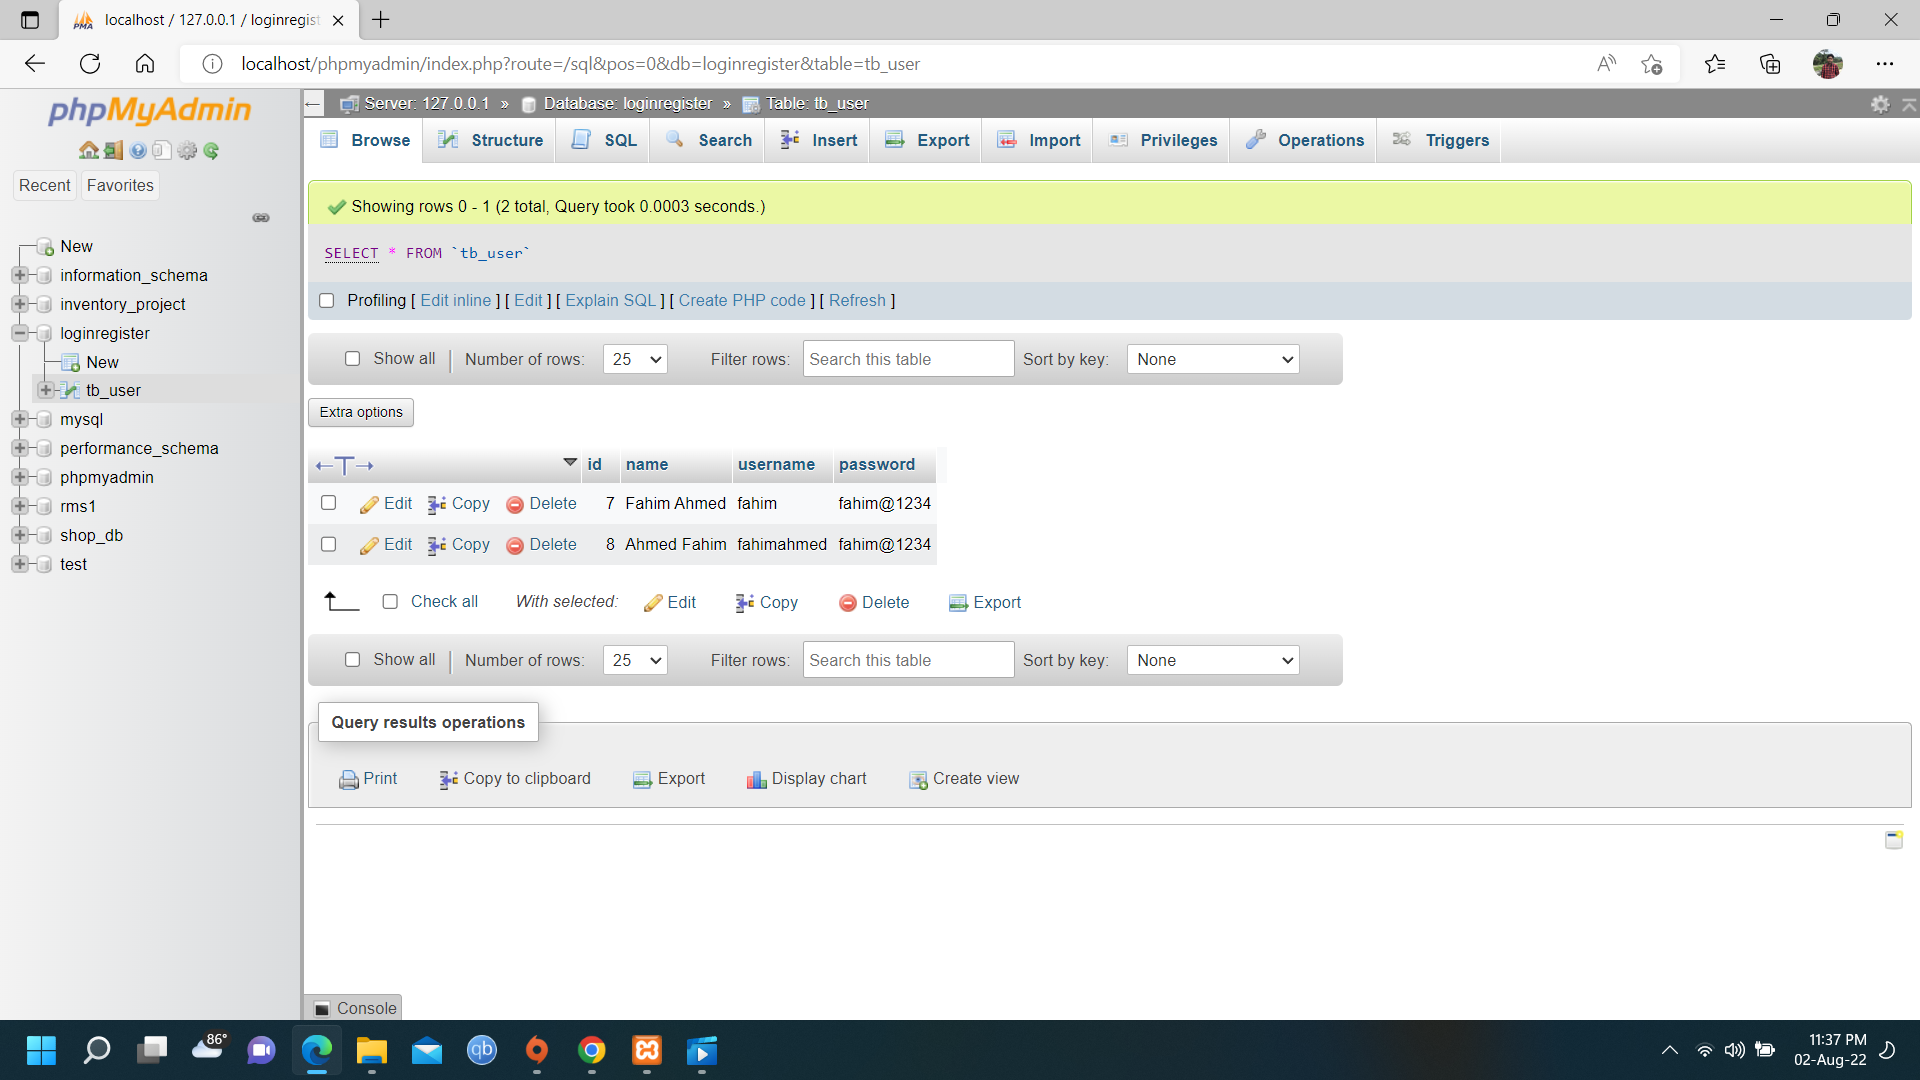 localhost / 127.0.0.1 / loginregist
localhost/phpmyadmin/index.php?route=/sql&pos=0&db=loginregister&table=tb_user
phpMyAdmin
Recent Favorites
New
information_schema
inventory_project
loginregister
New
tb_user
mysql
performance_schema
phpmyadmin
rms1
shop_db
test
Server: 127.0.0.1 » Database: loginregister » Table: tb_user
Browse Structure SQL Search Insert Export Import Privileges Operations Triggers
Showing rows 0 - 1 (2 total, Query took 0.0003 seconds.)
SELECT * FROM `tb_user`
Profiling [ Edit inline ] [ Edit ] [ Explain SQL ] [ Create PHP code ] [ Refresh ]
Show all | Number of rows: 25 Filter rows: Search this table Sort by key: None
Extra options
←T→ id name username password
Edit Copy Delete 7 Fahim Ahmed fahim fahim@1234
Edit Copy Delete 8 Ahmed Fahim fahimahmed fahim@1234
Check all With selected: Edit Copy Delete Export
Show all | Number of rows: 25 Filter rows: Search this table Sort by key: None
Query results operations
Print Copy to clipboard Export Display chart Create view
Console
86°
qb
11:37 PM
02-Aug-22